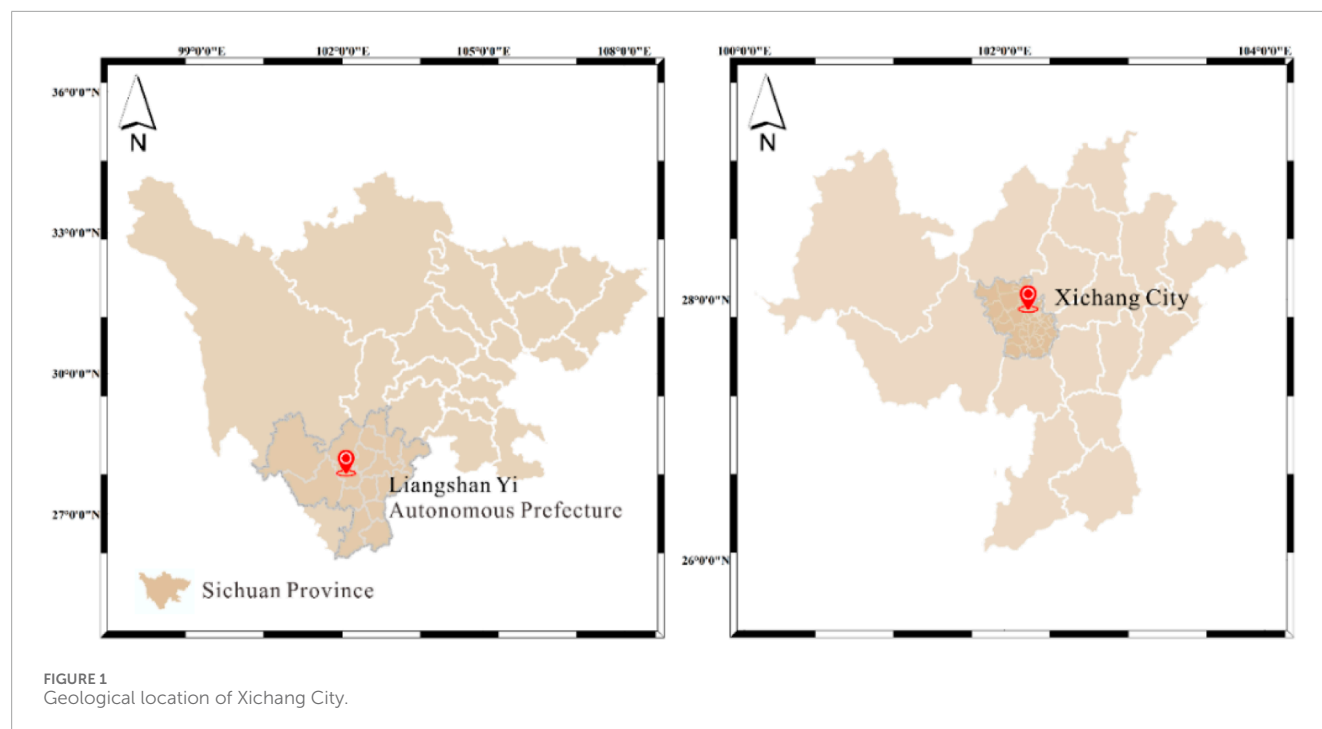 99°0'0"E 102°0'0"E 105°0'0"E 108°0'0"E
36°0'0"N
33°0'0"N
30°0'0"N
27°0'0"N
N
Liangshan Yi
Autonomous Prefecture
Sichuan Province
100°0'0"E 102°0'0"E 104°0'0"E
28°0'0"N
26°0'0"N
N
Xichang City
FIGURE 1
Geological location of Xichang City.